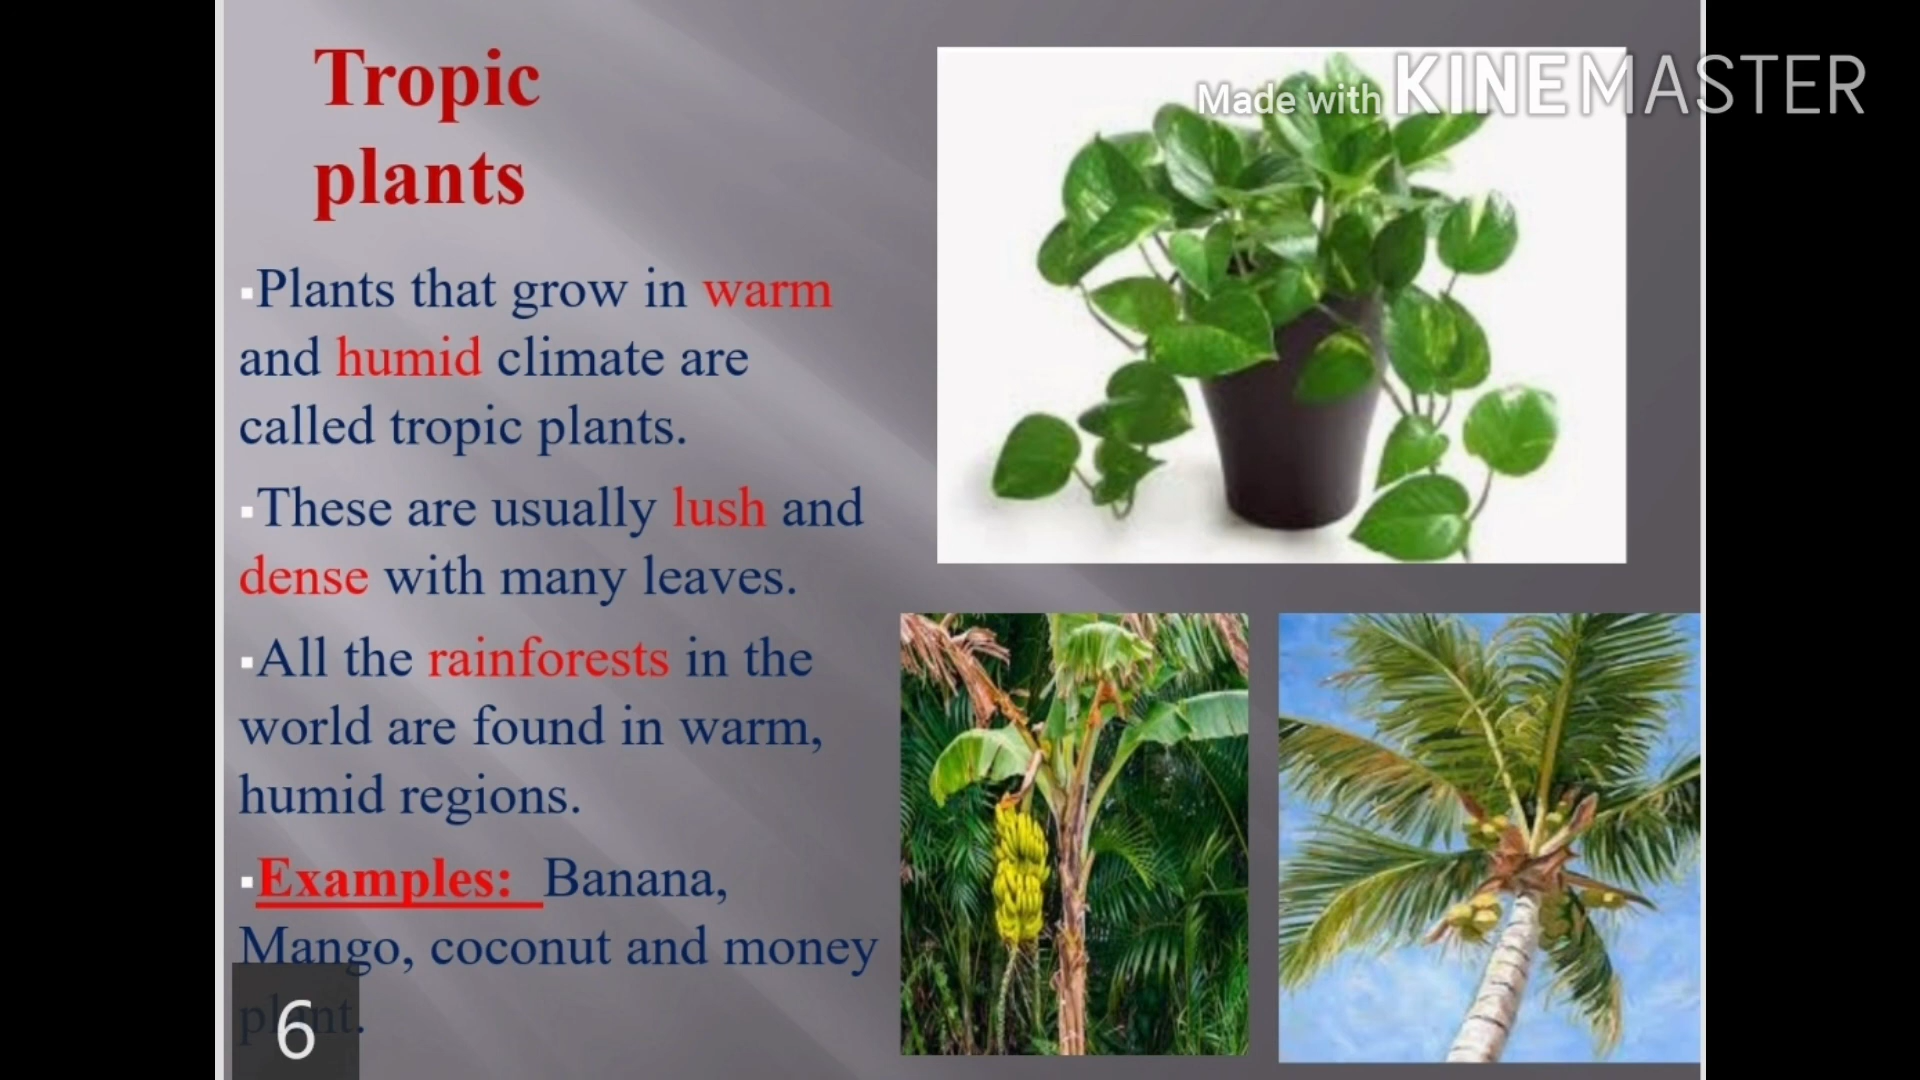 Tropic
plants
Made with KINEMASTER
▪Plants that grow in warm
and humid climate are
called tropic plants.
▪These are usually lush and
dense with many leaves.
▪All the rainforests in the
world are found in warm,
humid regions.
▪Examples: Banana,
Mango, coconut and money
plant.
6